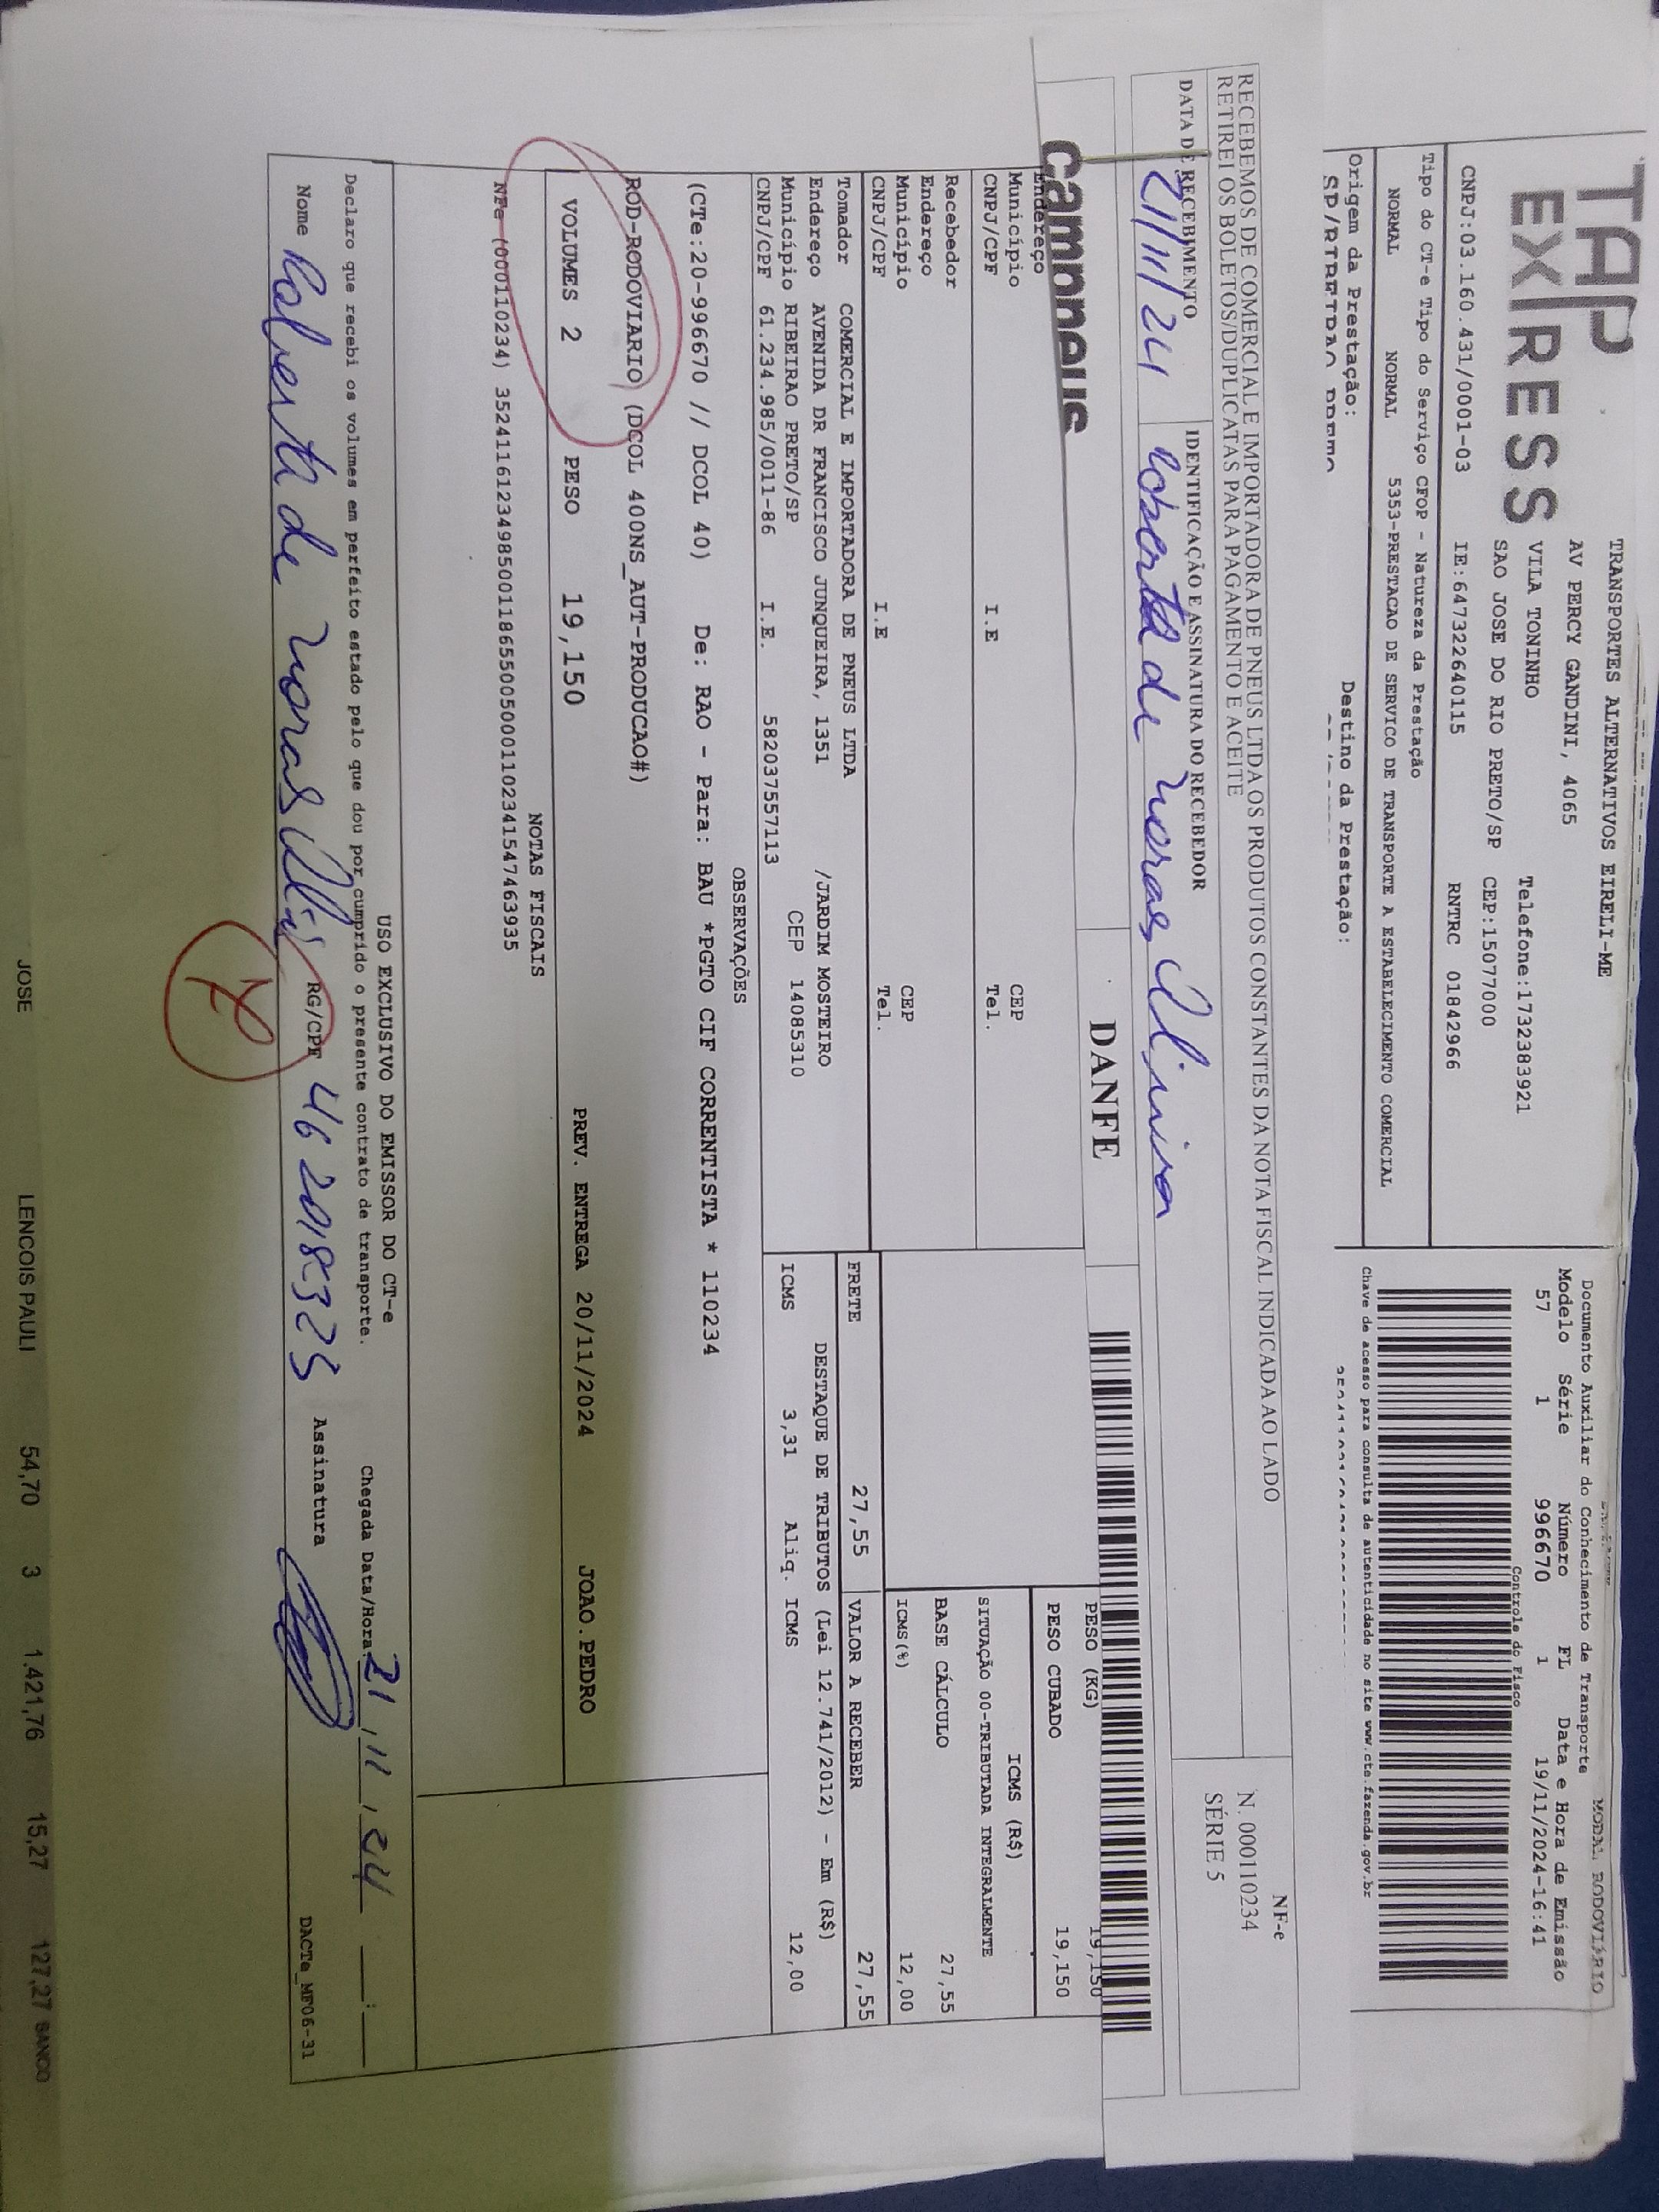 TAP
EXPRESS
TRANSPORTES ALTERNATIVOS EIRELI-ME
AV PERCY GANDINI, 4065
VILA TONINHO Telefone:1732383921
SAO JOSE DO RIO PRETO/SP CEP:15077000
CNPJ:03.160.431/0001-03 IE:647322640115 RNTRC 01842966
Tipo do CT-e Tipo do Serviço CFOP - Natureza da Prestação
NORMAL NORMAL 5353-PRESTACAO DE SERVICO DE TRANSPORTE A ESTABELECIMENTO COMERCIAL
Origem da Prestação: Destino da Prestação:
MODAL RODOVIÁRIO
Documento Auxiliar do Conhecimento de Transporte
Modelo Série Número FL Data e Hora de Emissão
57 1 996670 1 19/11/2024-16:41
Controle do Fisco
Chave de acesso para consulta de autenticidade no site www.cte.fazenda.gov.br
RECEBEMOS DE COMERCIAL E IMPORTADOR DE PNEUS LTDA OS PRODUTOS CONSTANTES DA NOTA FISCAL INDICADA AO LADO
RETIREI OS BOLETOS/DUPLICATAS PARA PAGAMENTO E ACEITE
DATA DE RECEBIMENTO IDENTIFICAÇÃO E ASSINATURA DO RECEBEDOR
21/11/24 Roberta de
NF-e
N. 000110234
SÉRIE 5
DANFE
Endereço
Município CEP
CNPJ/CPF I.E Tel.
Recebedor
Endereço
Município CEP
CNPJ/CPF I.E Tel.
PESO (KG) 19,150
PESO CUBADO 19,150
ICMS (R$)
SITUAÇÃO 00-TRIBUTADA INTEGRALMENTE
BASE CÁLCULO 27,55
ICMS(%) 12,00
Tomador COMERCIAL E IMPORTADORA DE PNEUS LTDA
Endereço AVENIDA DR FRANCISCO JUNQUEIRA, 1351 /JARDIM MOSTEIRO
Município RIBEIRAO PRETO/SP CEP 14085310
CNPJ/CPF 61.234.985/0011-86 I.E. 582037557113
FRETE 27,55 VALOR A RECEBER 27,55
DESTAQUE DE TRIBUTOS (Lei 12.741/2012) - Em (R$)
ICMS 3,31 Aliq. ICMS 12,00
OBSERVAÇÕES
(CTe:20-996670 // DCOL 40) De: RAO - Para: BAU *PGTO CIF CORRENTISTA * 110234
ROD-RODOVIARIO) (DCOL 400NS_AUT-PRODUCAO#)
VOLUMES 2 PESO 19,150 PREV. ENTREGA 20/11/2024 JOAO.PEDRO
NOTAS FISCAIS
NFe (000110234) 35241161234985001186550050001102341547463935
USO EXCLUSIVO DO EMISSOR DO CT-e
Declaro que recebi os volumes em perfeito estado pelo que dou por cumprido o presente contrato de transporte. Chegada Data/Hora 21/11/24 __:__
Nome RG/CPF 46 201832 Assinatura DACTe_MF06-31
JOSE LENCOIS PAULI 54,70 3 1.421,76 15,27 127,27 BANCO